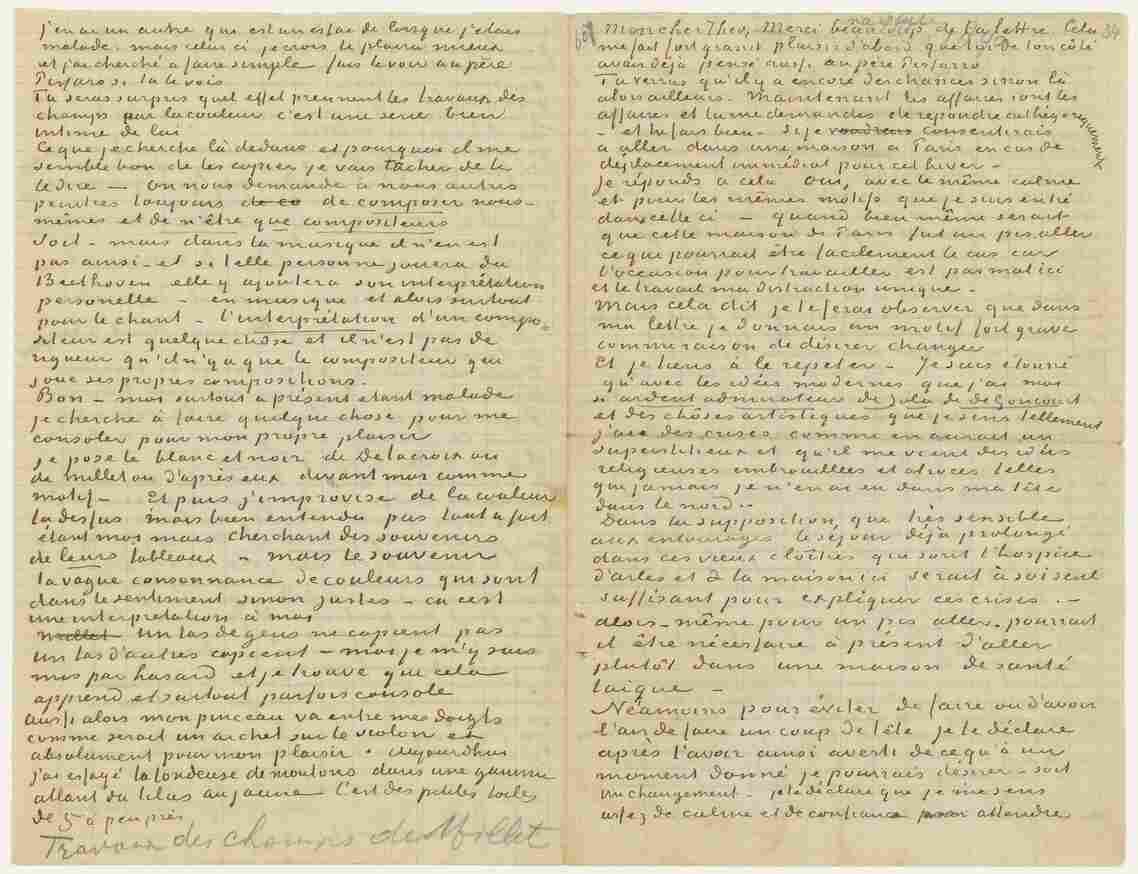 j'en ai un autre qui est un essai de lorsque j'étais
malade. mais celui ci je crois te plaira mieux
et j'ai cherché à faire simple fais le voir au père
Pissarro si tu le vois.
Tu seras surpris quel effet prennent les travaux des
champs par la couleur c'est une serie bien
intime de lui
Ce que je cherche là dedans et pourquoi il me
semble bon de les copier je vais tâcher de te
le dire — on nous demande à nous autres
peintres toujours de co de composer nous-
mêmes et de n'être que compositeurs
Soit – mais dans la musique il n'en est
pas ainsi – et si telle personne jouera du
Beethoven elle y ajoutera son interprétation
personelle – en musique et alors surtout
pour le chant – l'interprétation d'un compo-
siteur est quelque chose et il n'est pas de
rigueur qu'il n'y a que le compositeur qui
joue ses propres compositions.
Bon – moi surtout à présent étant malade
je cherche à faire quelque chose pour me
consoler pour mon propre plaisir
je pose le blanc et noir de Delacroix ou
de Millet ou d'après eux devant moi comme
motif – Et puis j'improvise de la couleur
là dessus mais bien entendu pas tout à fait
étant moi mais cherchant des souvenirs
de leurs tableaux – mais le souvenir
la vague consonnance de couleurs qui sont
dans le sentiment sinon justes – ca c'est
une interprétation à moi
Millet Un tas de gens ne copient pas
un tas d'autres copient – moi je m'y suis
mis par hasard et je trouve que cela
apprend et surtout parfois console
aussi alors mon pinceau va entre mes doigts
comme serait un archet sur le violon et
absolument pour mon plaisir. Aujourdhui
j'ai essayé la tondeuse de moutons dans une gamme
allant du lilas au jaune C'est des petites toiles
de 5 à peu près
Travaux des champs de Millet
607 Mon cher Theo, Merci beaucoup de ta lettre Cela 34
me fait fort grand plaisir d'abord que toi de ton côté
avais déjà pensé aussi au père Pissarro
Tu verras qu'il y a encore des chances sinon là
alors ailleurs. Maintenant les affaires sont les
affaires et tu me demandes de repondre cathégoriquement
– et tu fais bien – si je voudrais consentirais
à aller dans une maison à Paris en cas de
déplacement immédiat pour cet hiver –
Je réponds à cela Oui, avec le même calme
et pour les mêmes motifs que je suis entré
dans celle ci – quand bien même serait
que cette maison de Paris fut un pis aller
ce que pourrait être facilement le cas car
l'occasion pour travailler est pas mal ici
et le travail ma distraction unique –
Mais cela dit je te ferai observer que dans
ma lettre je donnais un motif fort grave
comme raison de désirer changer
Et je tiens à le repeter – Je suis étonné
qu'avec les idées modernes que j'ai moi
si ardent admirateur de Zola de de Goncourt
et des chôses artistiques que je sens tellement
j'aie des crises comme en aurait un
superstitieux et qu'il me vient des idées
religieuses embrouillées et atroces telles
que jamais je n'en ai eu dans ma tête
dans le nord –
Dans la supposition, que très sensible
aux entourages le séjour déjà prolongé
dans ces vieux cloîtres que sont l'hospice
d'Arles et la maison ici serait à soi seul
suffisant pour expliquer ces crises. –
alors – même pour un pis aller – pourrait
il être nécessaire à présent d'aller
plutôt dans une maison de santé
laique –
Néamoins pour éviter de faire ou d'avoir
l'air de faire un coup de tête je te déclare
après t'avoir ainsi averti de ce qu'à un
moment donné je pourrais désirer – soit
un changement – je te déclare que je me sens
assez de calme et de confiance pour attendre